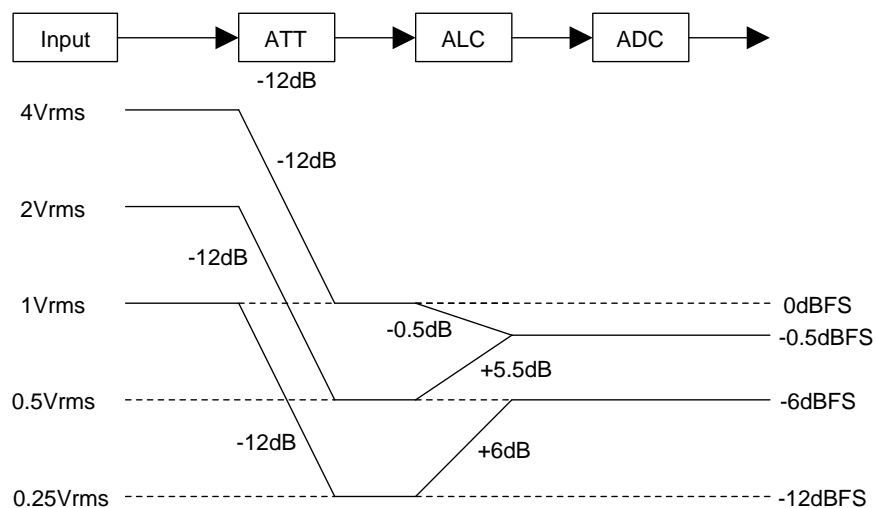 Input ATT ALC ADC
-12dB
4Vrms
-12dB
2Vrms
-12dB
1Vrms 0dBFS
-0.5dB -0.5dBFS
+5.5dB
0.5Vrms -6dBFS
-12dB +6dB
0.25Vrms -12dBFS